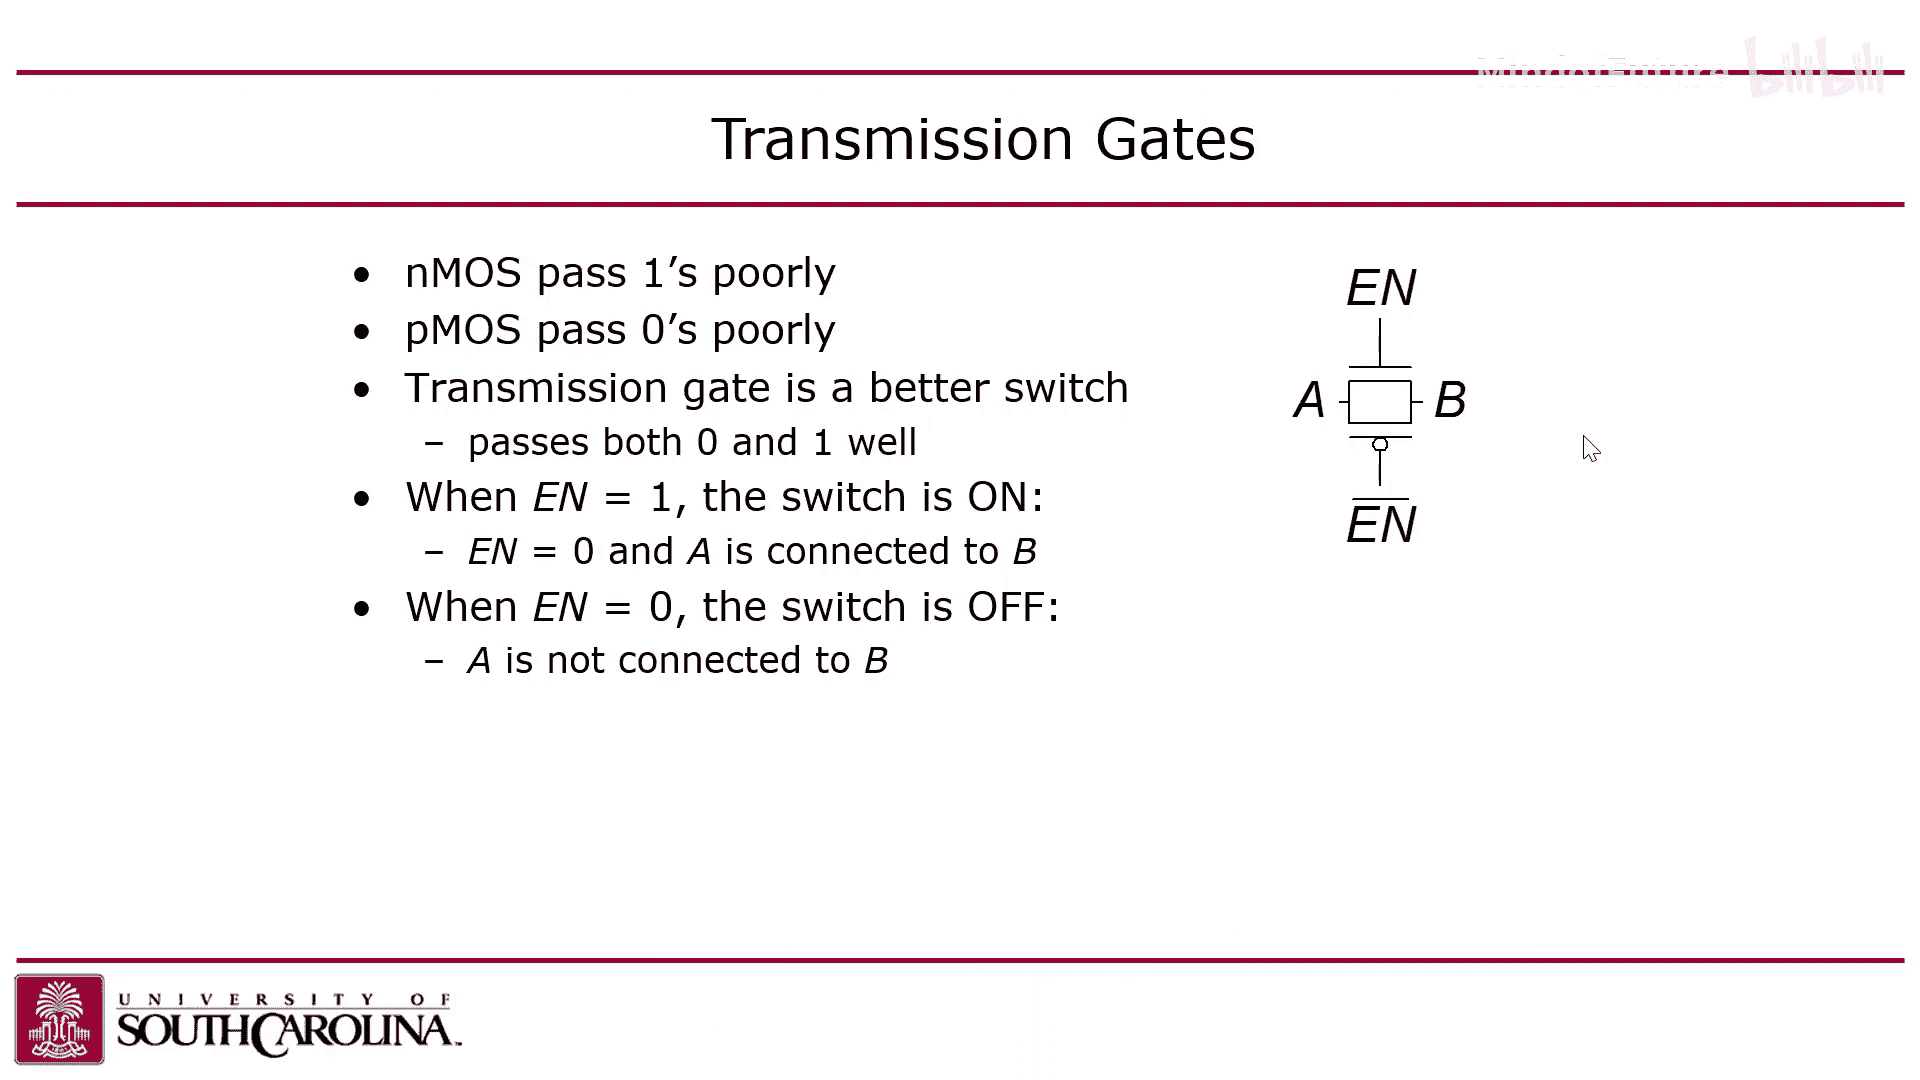 Transmission Gates
• nMOS pass 1’s poorly
• pMOS pass 0’s poorly
• Transmission gate is a better switch
– passes both 0 and 1 well
• When EN = 1, the switch is ON:
– EN = 0 and A is connected to B
• When EN = 0, the switch is OFF:
– A is not connected to B
EN
A B
E̅N̅
UNIVERSITY OF
SOUTH CAROLINA
bilibili